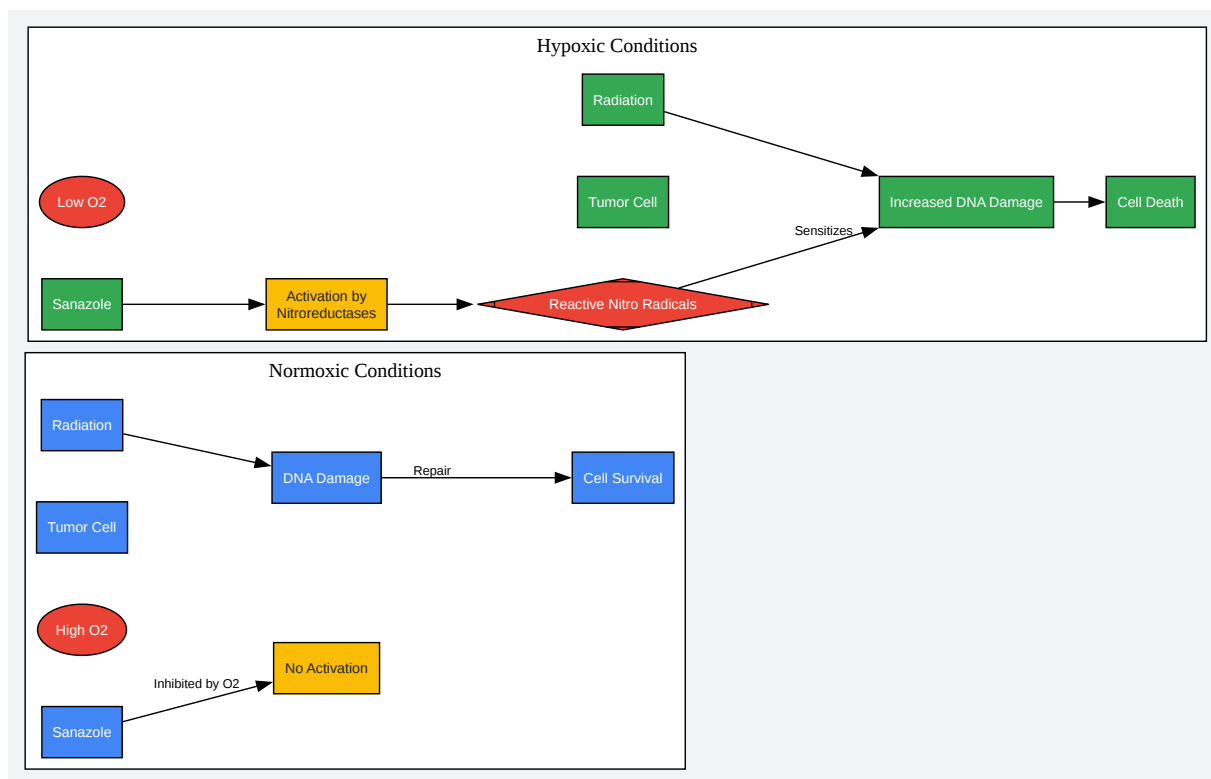 Hypoxic Conditions
Radiation
Low O2
Tumor Cell
Increased DNA Damage
Cell Death
Sensitizes
Sanazole
Activation by
Nitroreductases
Reactive Nitro Radicals
Normoxic Conditions
Radiation
DNA Damage
Repair
Cell Survival
Tumor Cell
High O2
No Activation
Inhibited by O2
Sanazole